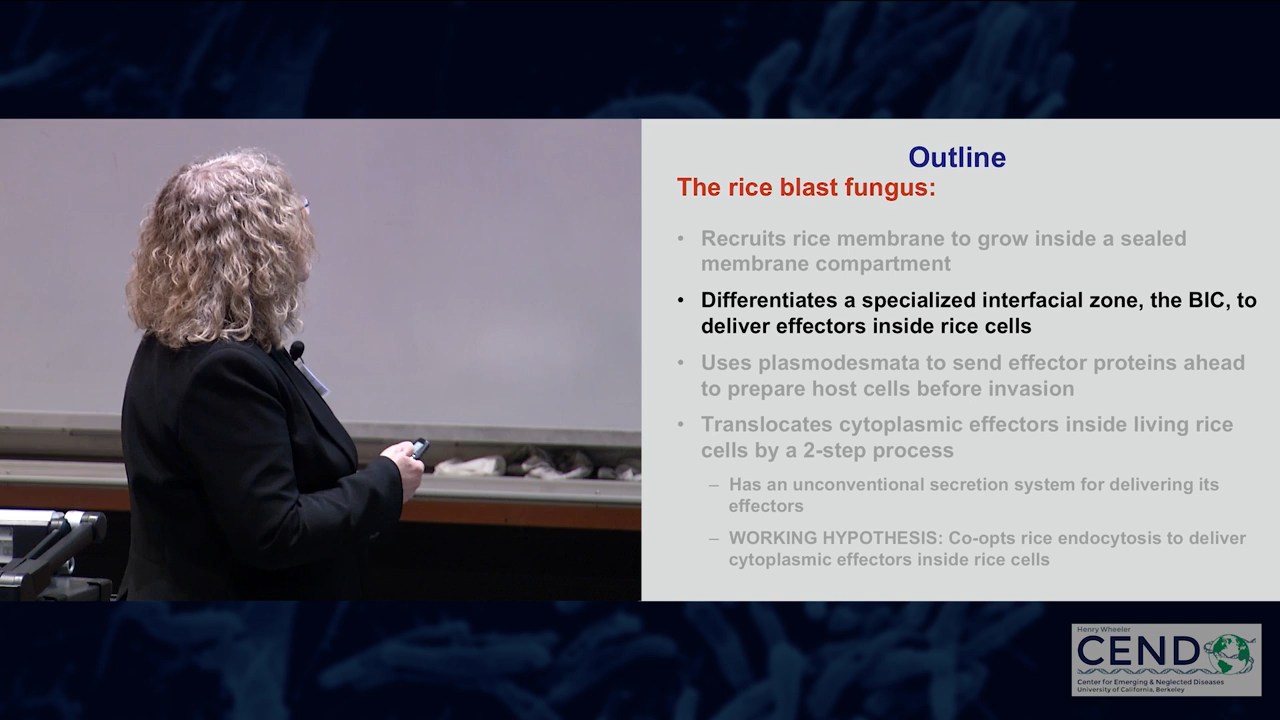 Outline
The rice blast fungus:
• Recruits rice membrane to grow inside a sealed
membrane compartment
• Differentiates a specialized interfacial zone, the BIC, to
deliver effectors inside rice cells
• Uses plasmodesmata to send effector proteins ahead
to prepare host cells before invasion
• Translocates cytoplasmic effectors inside living rice
cells by a 2-step process
– Has an unconventional secretion system for delivering its
effectors
– WORKING HYPOTHESIS: Co-opts rice endocytosis to deliver
cytoplasmic effectors inside rice cells
Henry Wheeler
CEND
Center for Emerging & Neglected Diseases
University of California, Berkeley